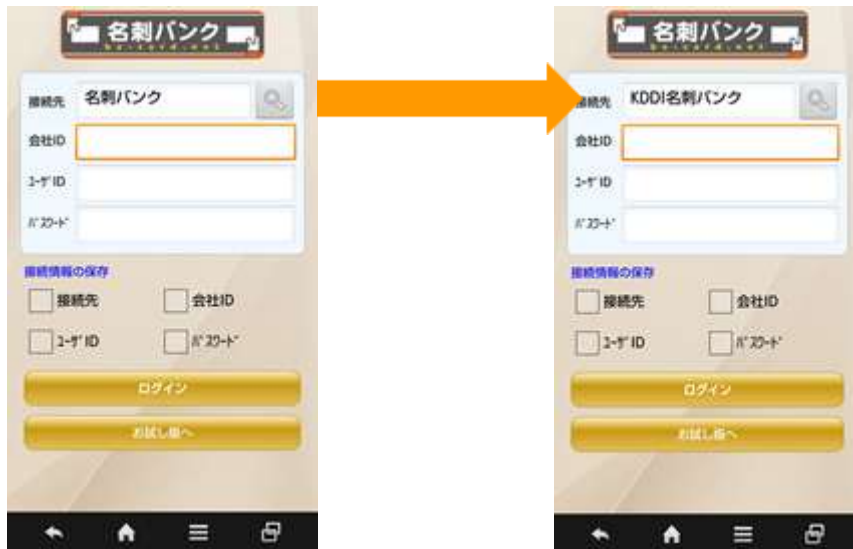 名刺バンク
ba-card.net
接続先 名刺バンク
会社ID
ﾕｰｻﾞID
ﾊﾟｽﾜｰﾄﾞ
接続情報の保存
接続先 会社ID
ﾕｰｻﾞID ﾊﾟｽﾜｰﾄﾞ
ログイン
お試し版へ
名刺バンク
ba-card.net
接続先 KDDI名刺バンク
会社ID
ﾕｰｻﾞID
ﾊﾟｽﾜｰﾄﾞ
接続情報の保存
接続先 会社ID
ﾕｰｻﾞID ﾊﾟｽﾜｰﾄﾞ
ログイン
お試し版へ